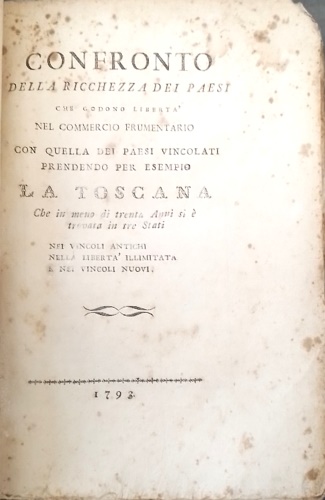 CONFRONTO
DELLA RICCHEZZA DEI PAESI
CHE GODONO LIBERTA'
NEL COMMERCIO FRUMENTARIO
CON QUELLA DEI PAESI VINCOLATI
PRENDENDO PER ESEMPIO
LA TOSCANA
Che in meno di trenta Anni si è
trovata in tre Stati
NEI VINCOLI ANTICHI
NELLA LIBERTA' ILLIMITATA
E NEI VINCOLI NUOVI.
1793